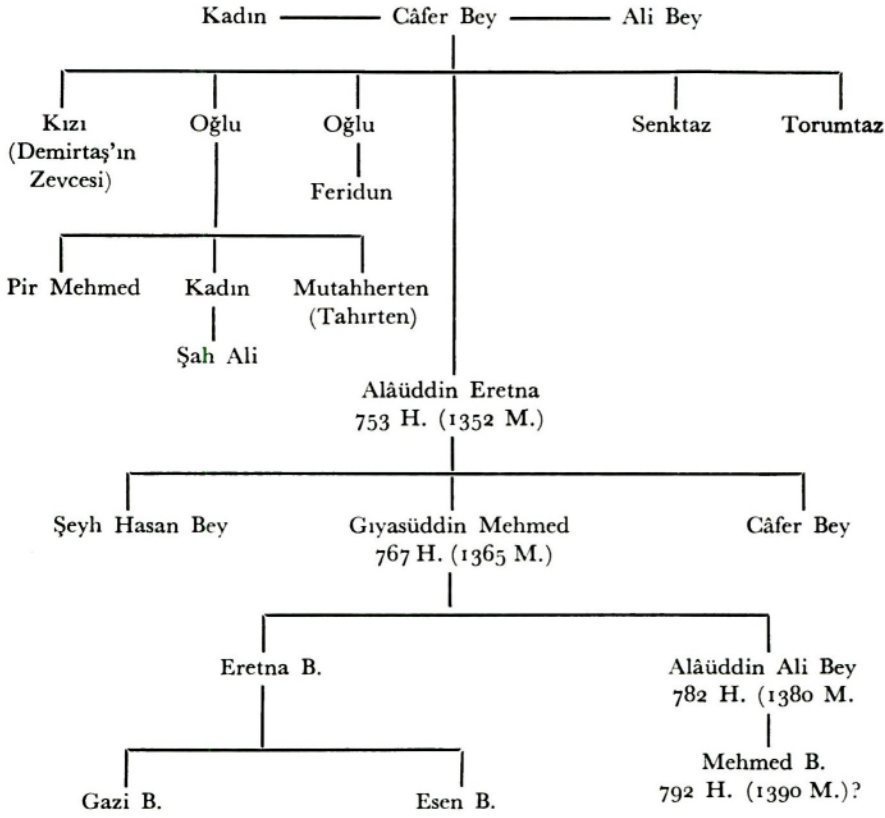 Kadın Câfer Bey Ali Bey
Kızı Oğlu Oğlu Senktaz Torumtaz
(Demirtaş'ın
Zevcesi)
Feridun
Pir Mehmed Kadın Mutahherten
(Tahırten)
Şah Ali
Alâüddin Eretna
753 H. (1352 M.)
Şeyh Hasan Bey Gıyasüddin Mehmed Câfer Bey
767 H. (1365 M.)
Eretna B. Alâüddin Ali Bey
782 H. (1380 M.
Mehmed B.
792 H. (1390 M.)?
Gazi B. Esen B.